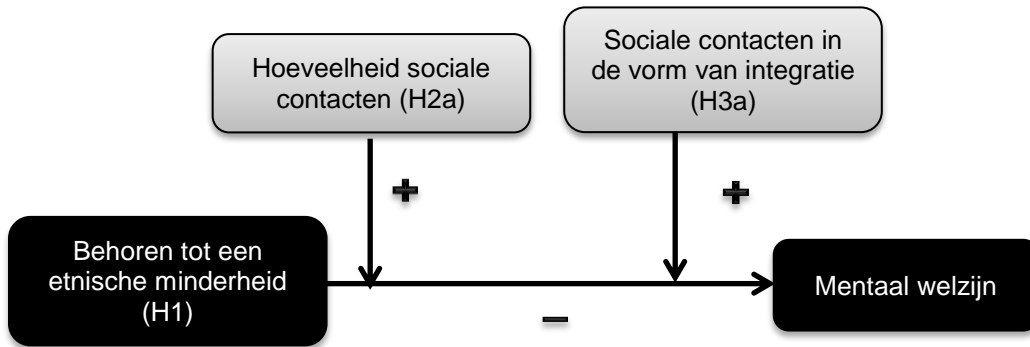 Hoeveelheid sociale
contacten (H2a)
Sociale contacten in
de vorm van integratie
(H3a)
+
+
Behoren tot een
etnische minderheid
(H1)
Mentaal welzijn
–